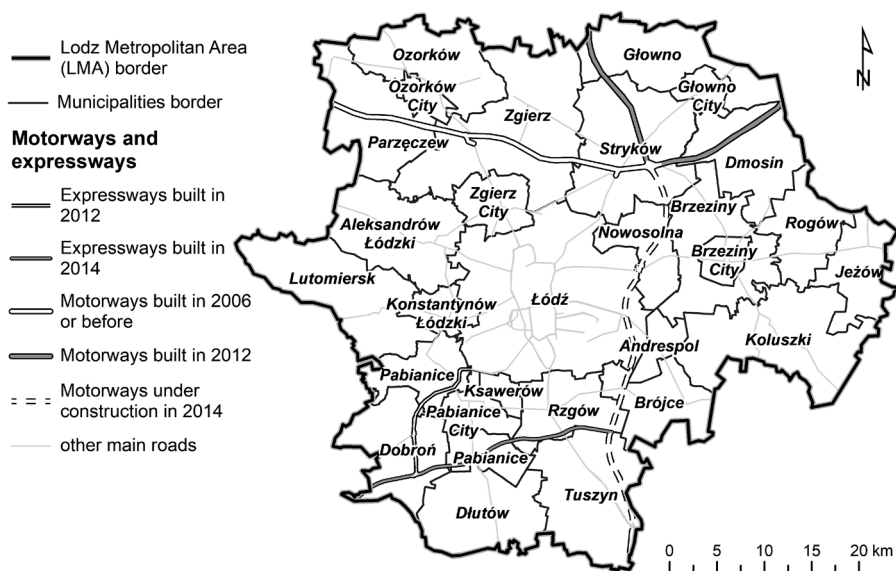 Lodz Metropolitan Area
(LMA) border
Municipalities border
Motorways and
expressways
Expressways built in
2012
Expressways built in
2014
Motorways built in 2006
or before
Motorways built in 2012
Motorways under
construction in 2014
other main roads
Ozorków
Głowno
N
Ozorków
City
Głowno
City
Zgierz
Parzęczew
Stryków
Dmosin
Zgierz
City
Brzeziny
Aleksandrów
Łódzki
Nowosolna
Rogów
Brzeziny
City
Jeżów
Lutomiersk
Konstantynów
Łódzki
Łódź
Andrespol
Koluszki
Pabianice
Ksawerów
Pabianice
City
Rzgów
Brójce
Dobroń
Pabianice
Tuszyn
Dłutów
0 5 10 15 20 km